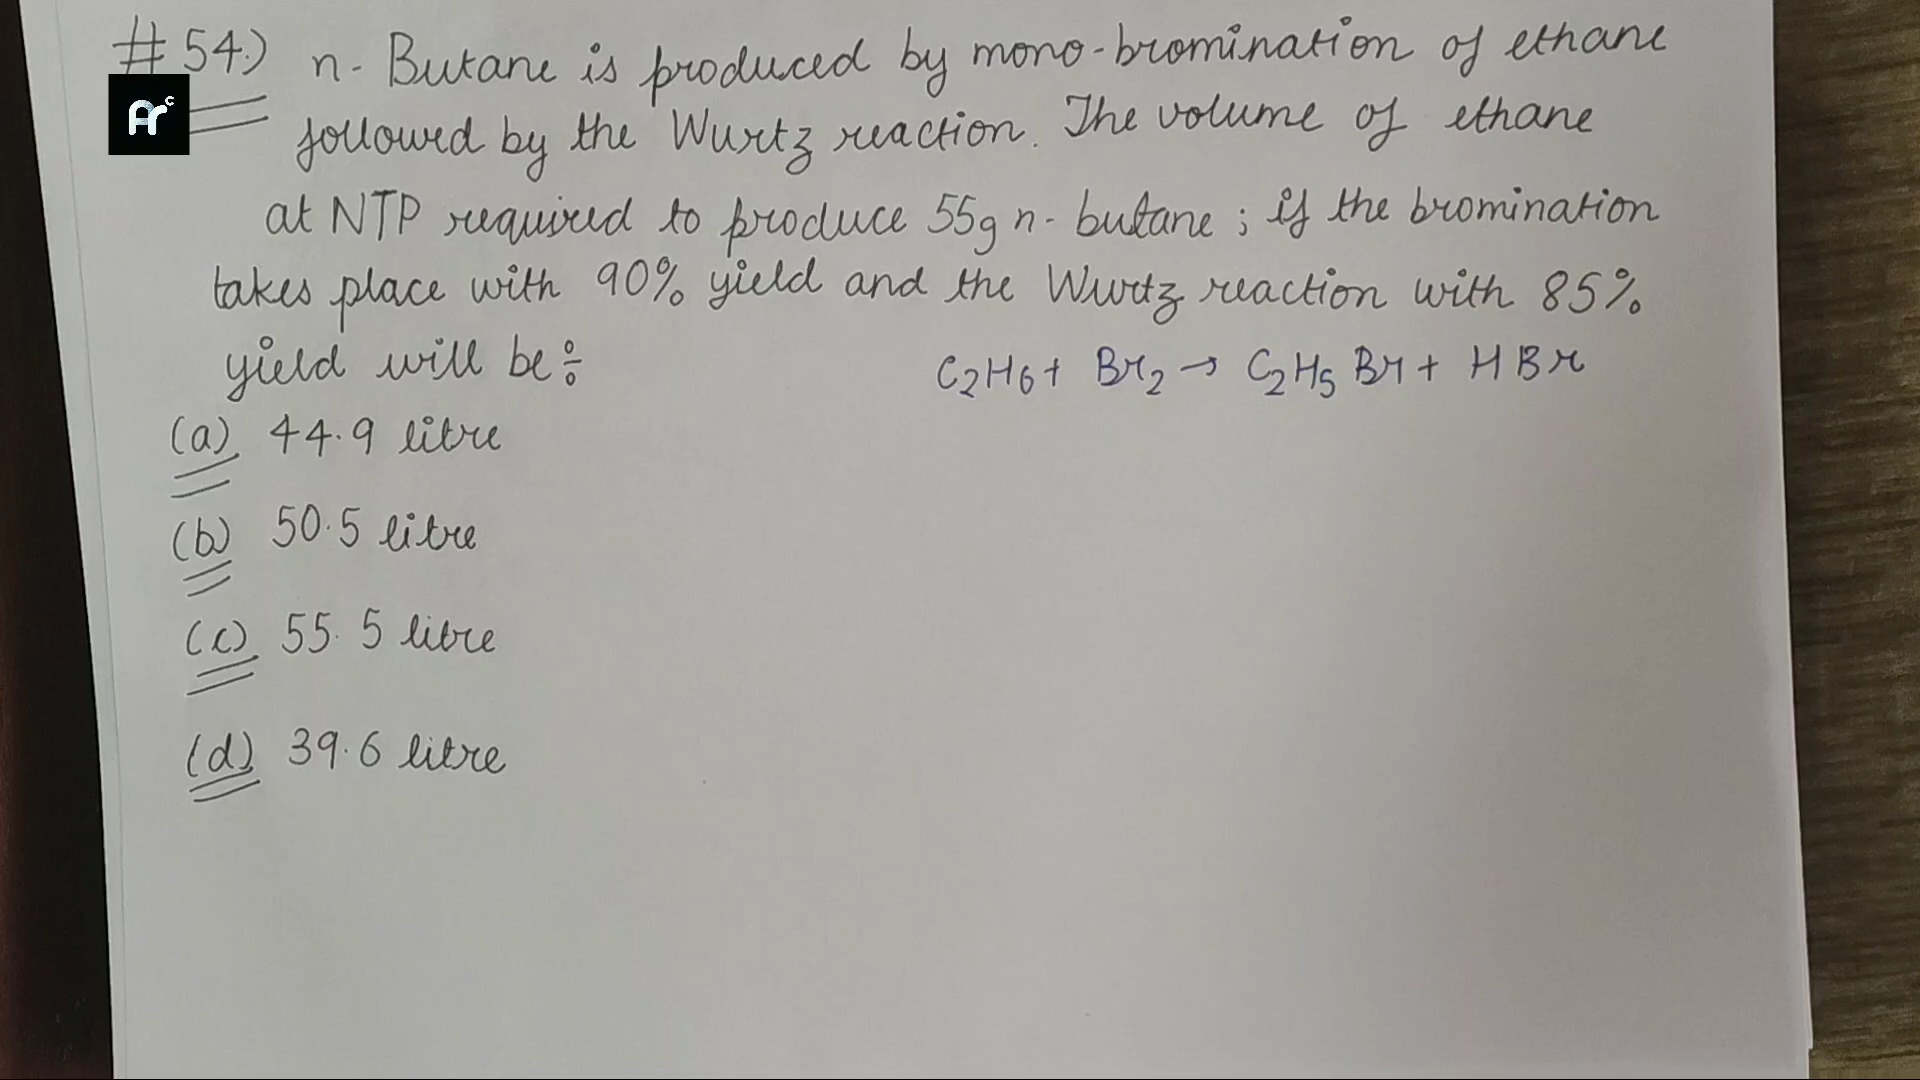 #54.) n-Butane is produced by mono-bromination of ethane
Arc
followed by the Wurtz reaction. The volume of ethane
at NTP required to produce 55g n-butane; if the bromination
takes place with 90% yield and the Wurtz reaction with 85%
yield will be÷
C₂H₆+ Br₂→ C₂H₅ Br+ HBr
(a) 44.9 litre
(b) 50.5 litre
(c) 55.5 litre
(d) 39.6 litre